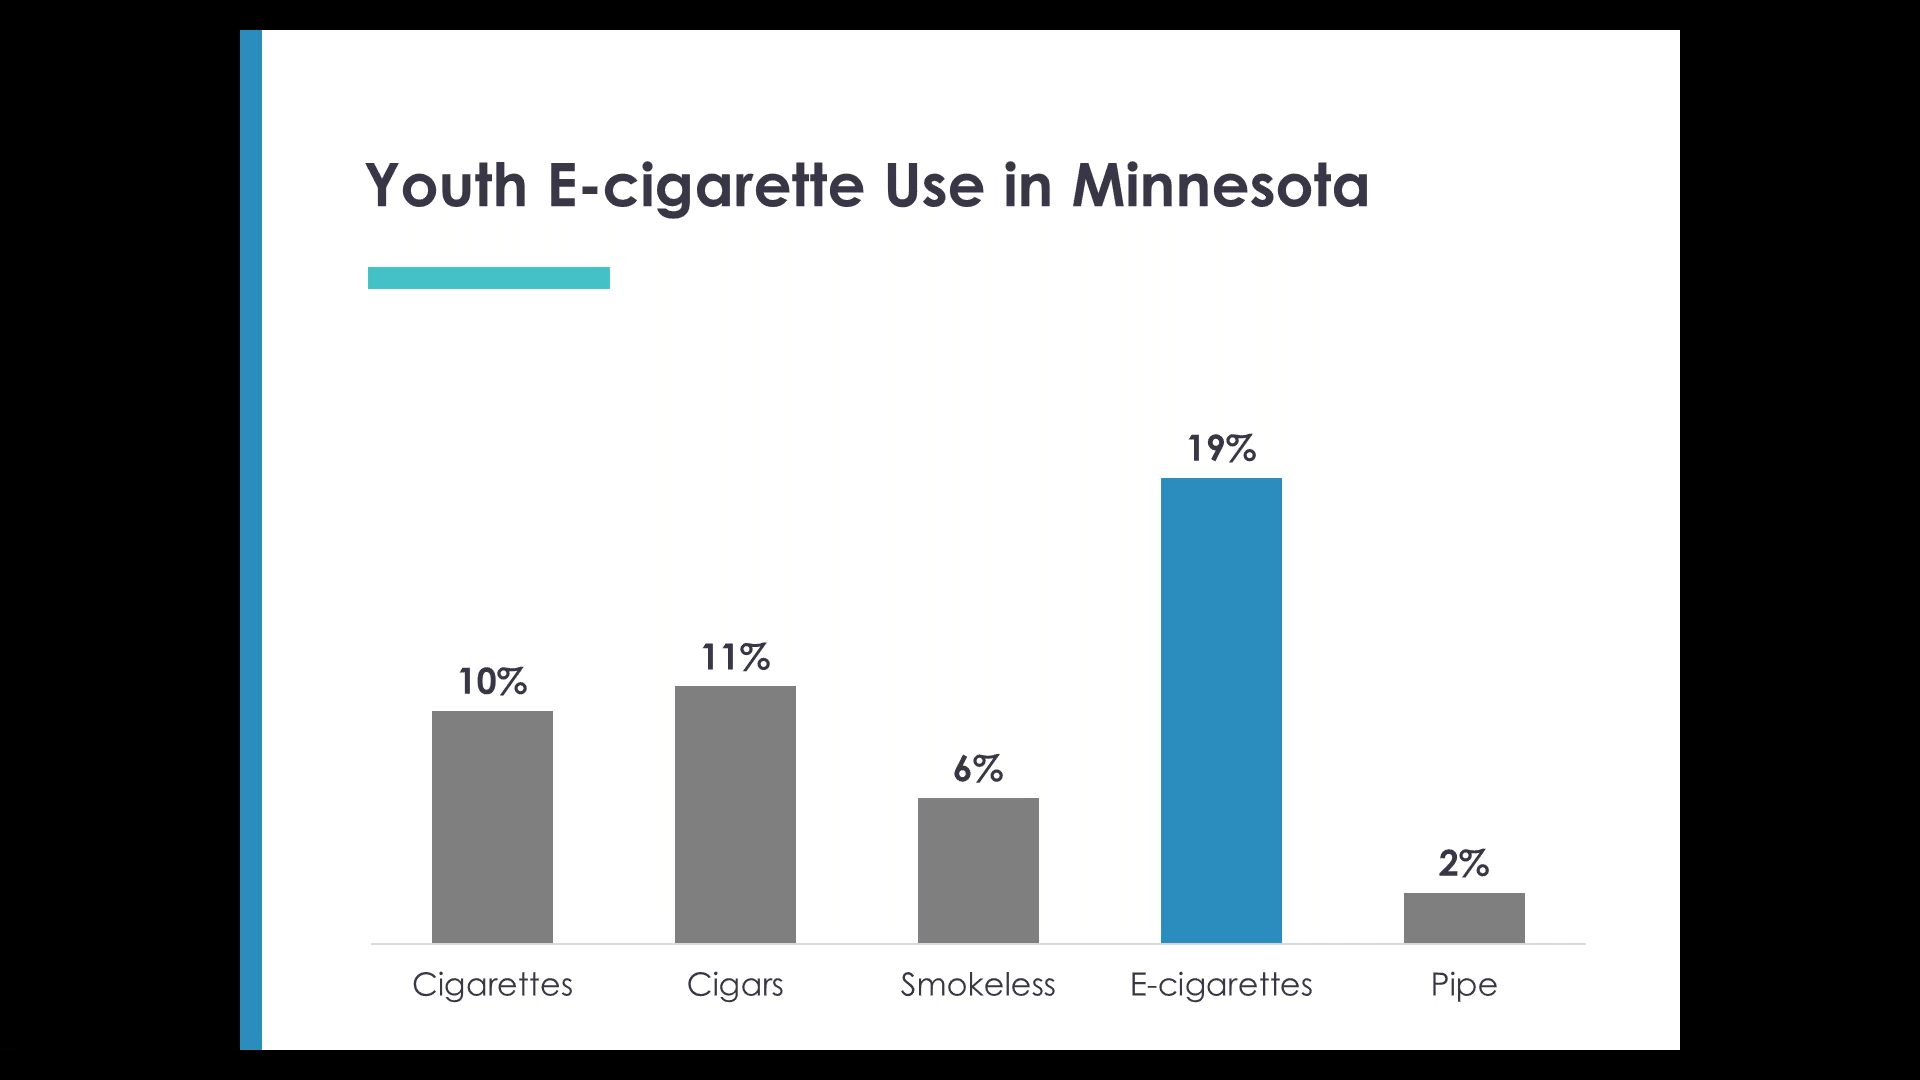 Youth E-cigarette Use in Minnesota
19%
11%
10%
6%
2%
Cigarettes Cigars Smokeless E-cigarettes Pipe